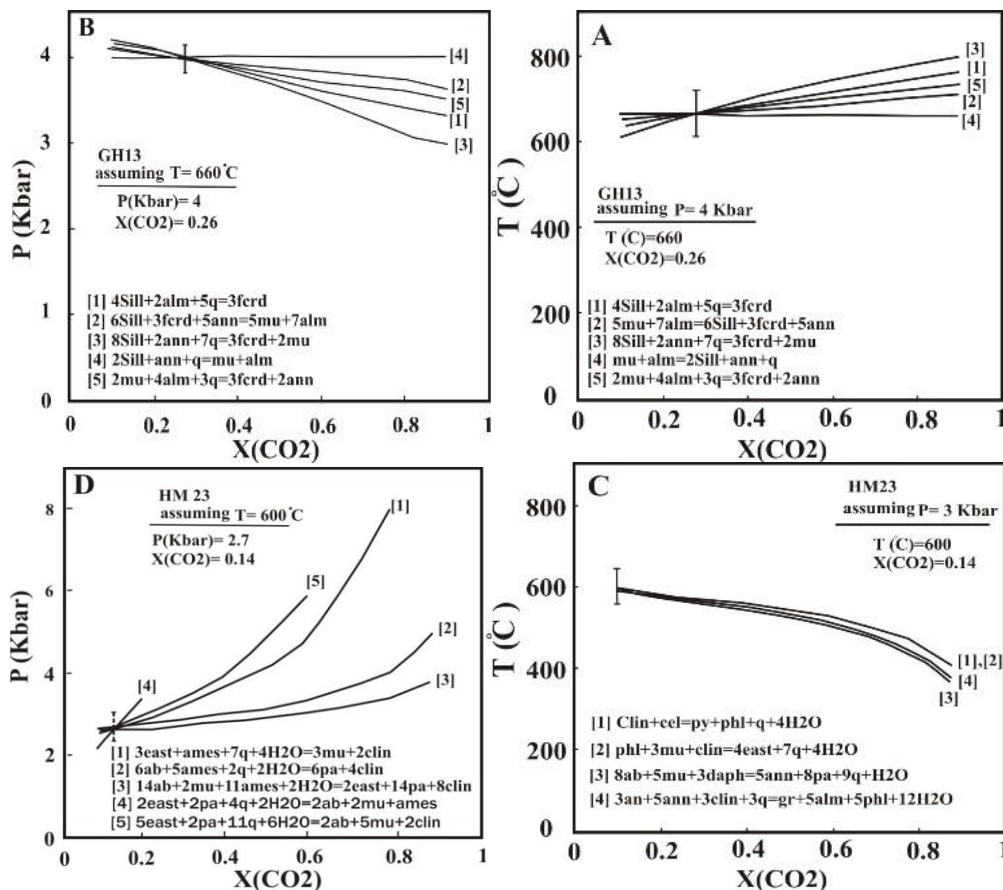 B
4
3
2
1
0
P (Kbar)
[4]
[2]
[5]
[1]
[3]
GH13
assuming T= 660°C
P(Kbar)= 4
X(CO2)= 0.26
[1] 4Sill+2alm+5q=3fcrd
[2] 6Sill+3fcrd+5ann=5mu+7alm
[3] 8Sill+2ann+7q=3fcrd+2mu
[4] 2Sill+ann+q=mu+alm
[5] 2mu+4alm+3q=3fcrd+2ann
0 0.2 0.4 0.6 0.8 1
X(CO2)
A
800
600
400
200
0
T (°C)
[3]
[1]
[5]
[2]
[4]
GH13
assuming P= 4 Kbar
T (°C)=660
X(CO2)=0.26
[1] 4Sill+2alm+5q=3fcrd
[2] 5mu+7alm=6Sill+3fcrd+5ann
[3] 8Sill+2ann+7q=3fcrd+2mu
[4] mu+alm=2Sill+ann+q
[5] 2mu+4alm+3q=3fcrd+2ann
0 0.2 0.4 0.6 0.8 1
X(CO2)
D
8
6
4
2
0
P (Kbar)
HM 23
assuming T= 600°C
P(Kbar)= 2.7
X(CO2)= 0.14
[1]
[5]
[2]
[4]
[3]
[1] 3east+ames+7q+4H2O=3mu+2clin
[2] 6ab+5ames+2q+2H2O=6pa+4clin
[3] 14ab+2mu+11ames+2H2O=2east+14pa+8clin
[4] 2east+2pa+4q+2H2O=2ab+2mu+ames
[5] 5east+2pa+11q+6H2O=2ab+5mu+2clin
0 0.2 0.4 0.6 0.8 1
X(CO2)
C
800
600
400
200
0
T (°C)
HM23
assuming P= 3 Kbar
T (°C)=600
X(CO2)=0.14
[1],[2]
[4]
[3]
[1] Clin+cel=py+phl+q+4H2O
[2] phl+3mu+clin=4east+7q+4H2O
[3] 8ab+5mu+3daph=5ann+8pa+9q+H2O
[4] 3an+5ann+3clin+3q=gr+5alm+5phl+12H2O
0 0.2 0.4 0.6 0.8 1
X(CO2)